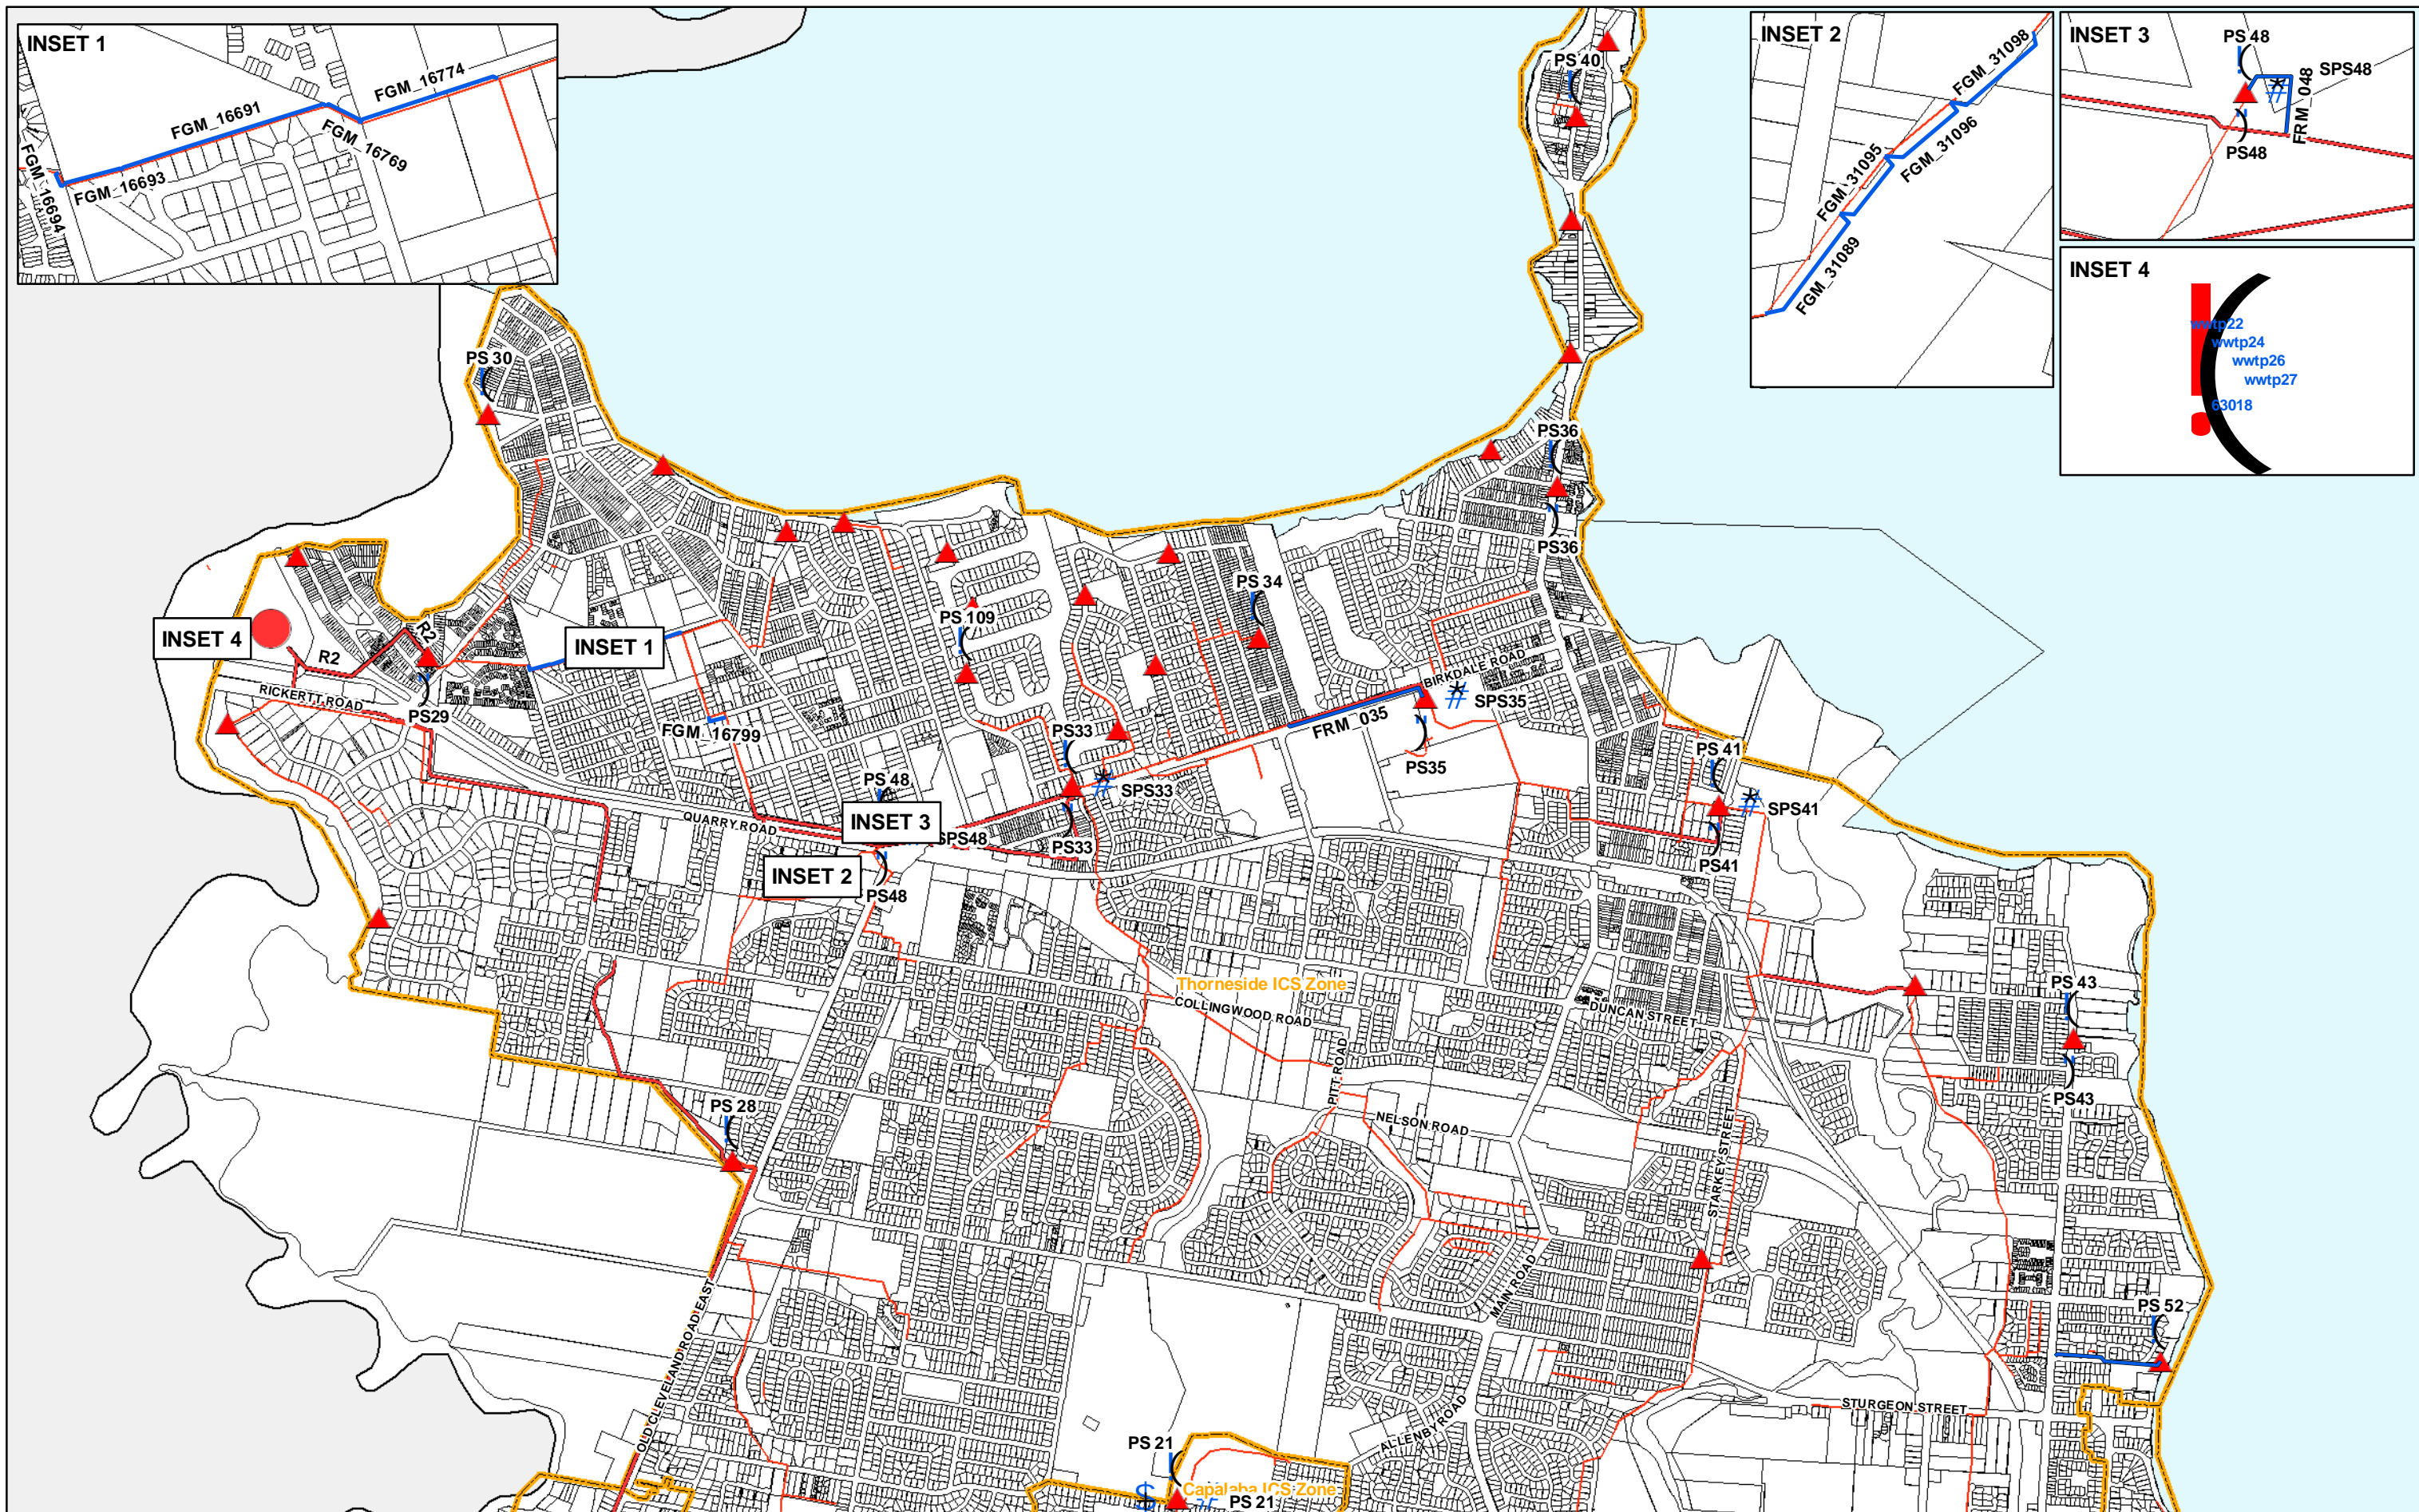 INSET 1
FGM_16774
FGM_16691
FGM_16769
FGM_16693
FGM_16694
INSET 2
FGM_31098
FGM_31096
FGM_31095
FGM_31089
INSET 3
PS 48
SPS48
FRM_048
PS48
INSET 4
wwtp22
wwtp24
wwtp26
wwtp27
63018
PS 40
PS 30
PS36
PS36
PS 34
PS 109
INSET 4
R2
R2
INSET 1
RICKERTT ROAD
PS29
FGM_16799
BIRKDALE ROAD
SPS35
FRM_035
PS35
PS33
SPS33
PS33
PS 48
INSET 3
SPS48
QUARRY ROAD
INSET 2
PS48
PS 41
SPS41
PS41
Thorneside ICS Zone
COLLINGWOOD ROAD
DUNCAN STREET
PITT ROAD
NELSON ROAD
STARKEY STREET
PS 43
PS43
PS 28
OLD CLEVELAND ROAD EAST
MAIN ROAD
PS 52
STURGEON STREET
ALLENBY ROAD
PS 21
Capalaba ICS Zone
PS 21